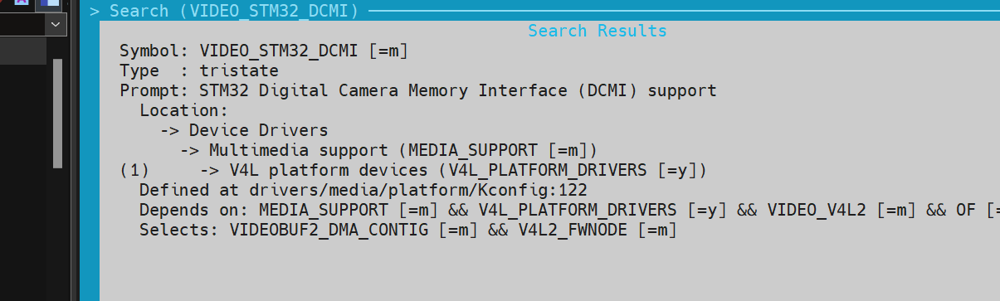 > Search (VIDEO_STM32_DCMI)
Search Results
Symbol: VIDEO_STM32_DCMI [=m]
Type  : tristate
Prompt: STM32 Digital Camera Memory Interface (DCMI) support
Location:
-> Device Drivers
-> Multimedia support (MEDIA_SUPPORT [=m])
(1)     -> V4L platform devices (V4L_PLATFORM_DRIVERS [=y])
Defined at drivers/media/platform/Kconfig:122
Depends on: MEDIA_SUPPORT [=m] && V4L_PLATFORM_DRIVERS [=y] && VIDEO_V4L2 [=m] && OF [=
Selects: VIDEOBUF2_DMA_CONTIG [=m] && V4L2_FWNODE [=m]